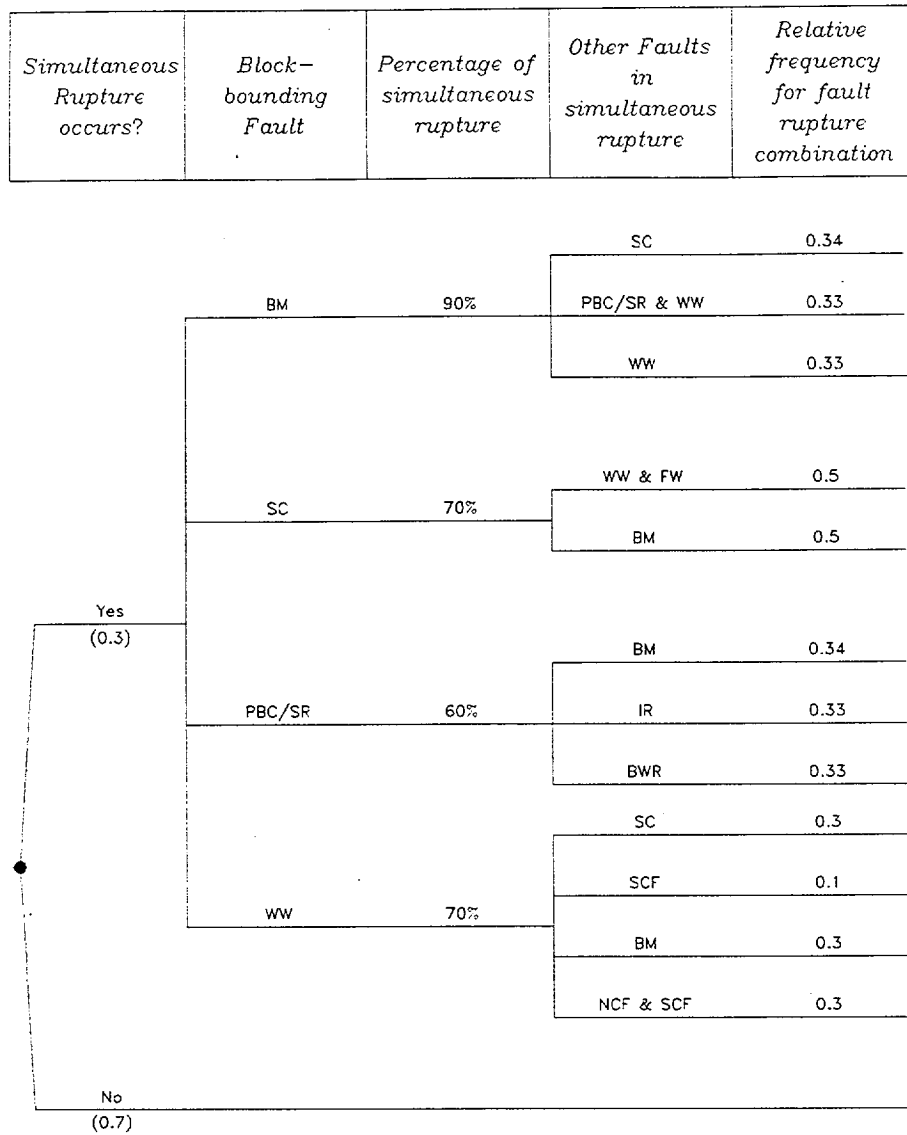 Simultaneous
Rupture
occurs?
Block-
bounding
Fault
Percentage of
simultaneous
rupture
Other Faults
in
simultaneous
rupture
Relative
frequency
for fault
rupture
combination
SC 0.34
BM 90% PBC/SR & WW 0.33
WW 0.33
WW & FW 0.5
SC 70%
BM 0.5
Yes
(0.3)
BM 0.34
PBC/SR 60% IR 0.33
BWR 0.33
SC 0.3
SCF 0.1
WW 70%
BM 0.3
NCF & SCF 0.3
No
(0.7)